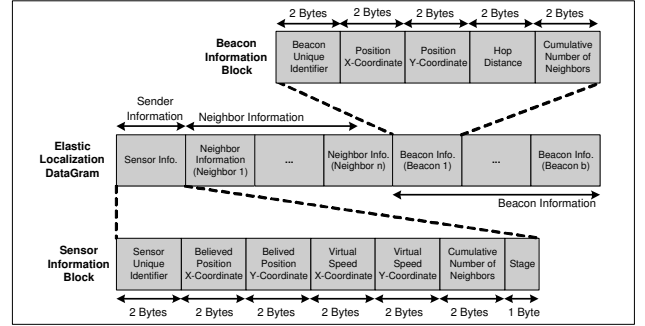 2 Bytes 2 Bytes 2 Bytes 2 Bytes 2 Bytes
Beacon
Information
Block
Beacon
Unique
Identifier
Position
X-Coordinate
Position
Y-Coordinate
Hop
Distance
Cumulative
Number of
Neighbors
Sender
Information
Neighbor Information
Elastic
Localization
DataGram
Sensor Info.
Neighbor
Information
(Neighbor 1)
...
Neighbor Info.
(Neighbor n)
Beacon Info.
(Beacon 1)
...
Beacon Info.
(Beacon b)
Beacon Information
Sensor
Information
Block
Sensor
Unique
Identifier
Believed
Position
X-Coordinate
Belived
Position
Y-Coordinate
Virtual
Speed
X-Coordinate
Virtual
Speed
Y-Coordinate
Cumulative
Number of
Neighbors
Stage
2 Bytes 2 Bytes 2 Bytes 2 Bytes 2 Bytes 2 Bytes 1 Byte